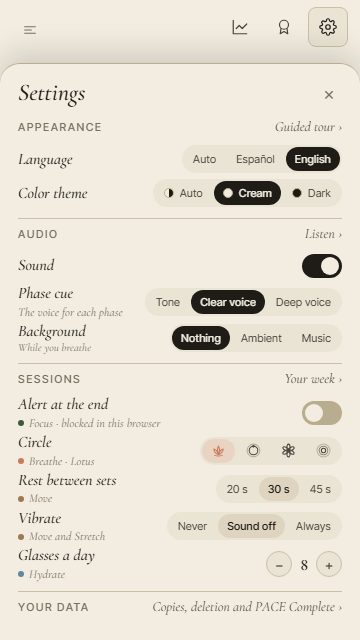 Settings
APPEARANCE Guided tour ›
Language Auto Español English
Color theme Auto Cream Dark
AUDIO Listen ›
Sound
Phase cue Tone Clear voice Deep voice
The voice for each phase
Background Nothing Ambient Music
While you breathe
SESSIONS Your week ›
Alert at the end
Focus · blocked in this browser
Circle
Breathe · Lotus
Rest between sets 20 s 30 s 45 s
Move
Vibrate Never Sound off Always
Move and Stretch
Glasses a day − 8 +
Hydrate
YOUR DATA Copies, deletion and PACE Complete ›